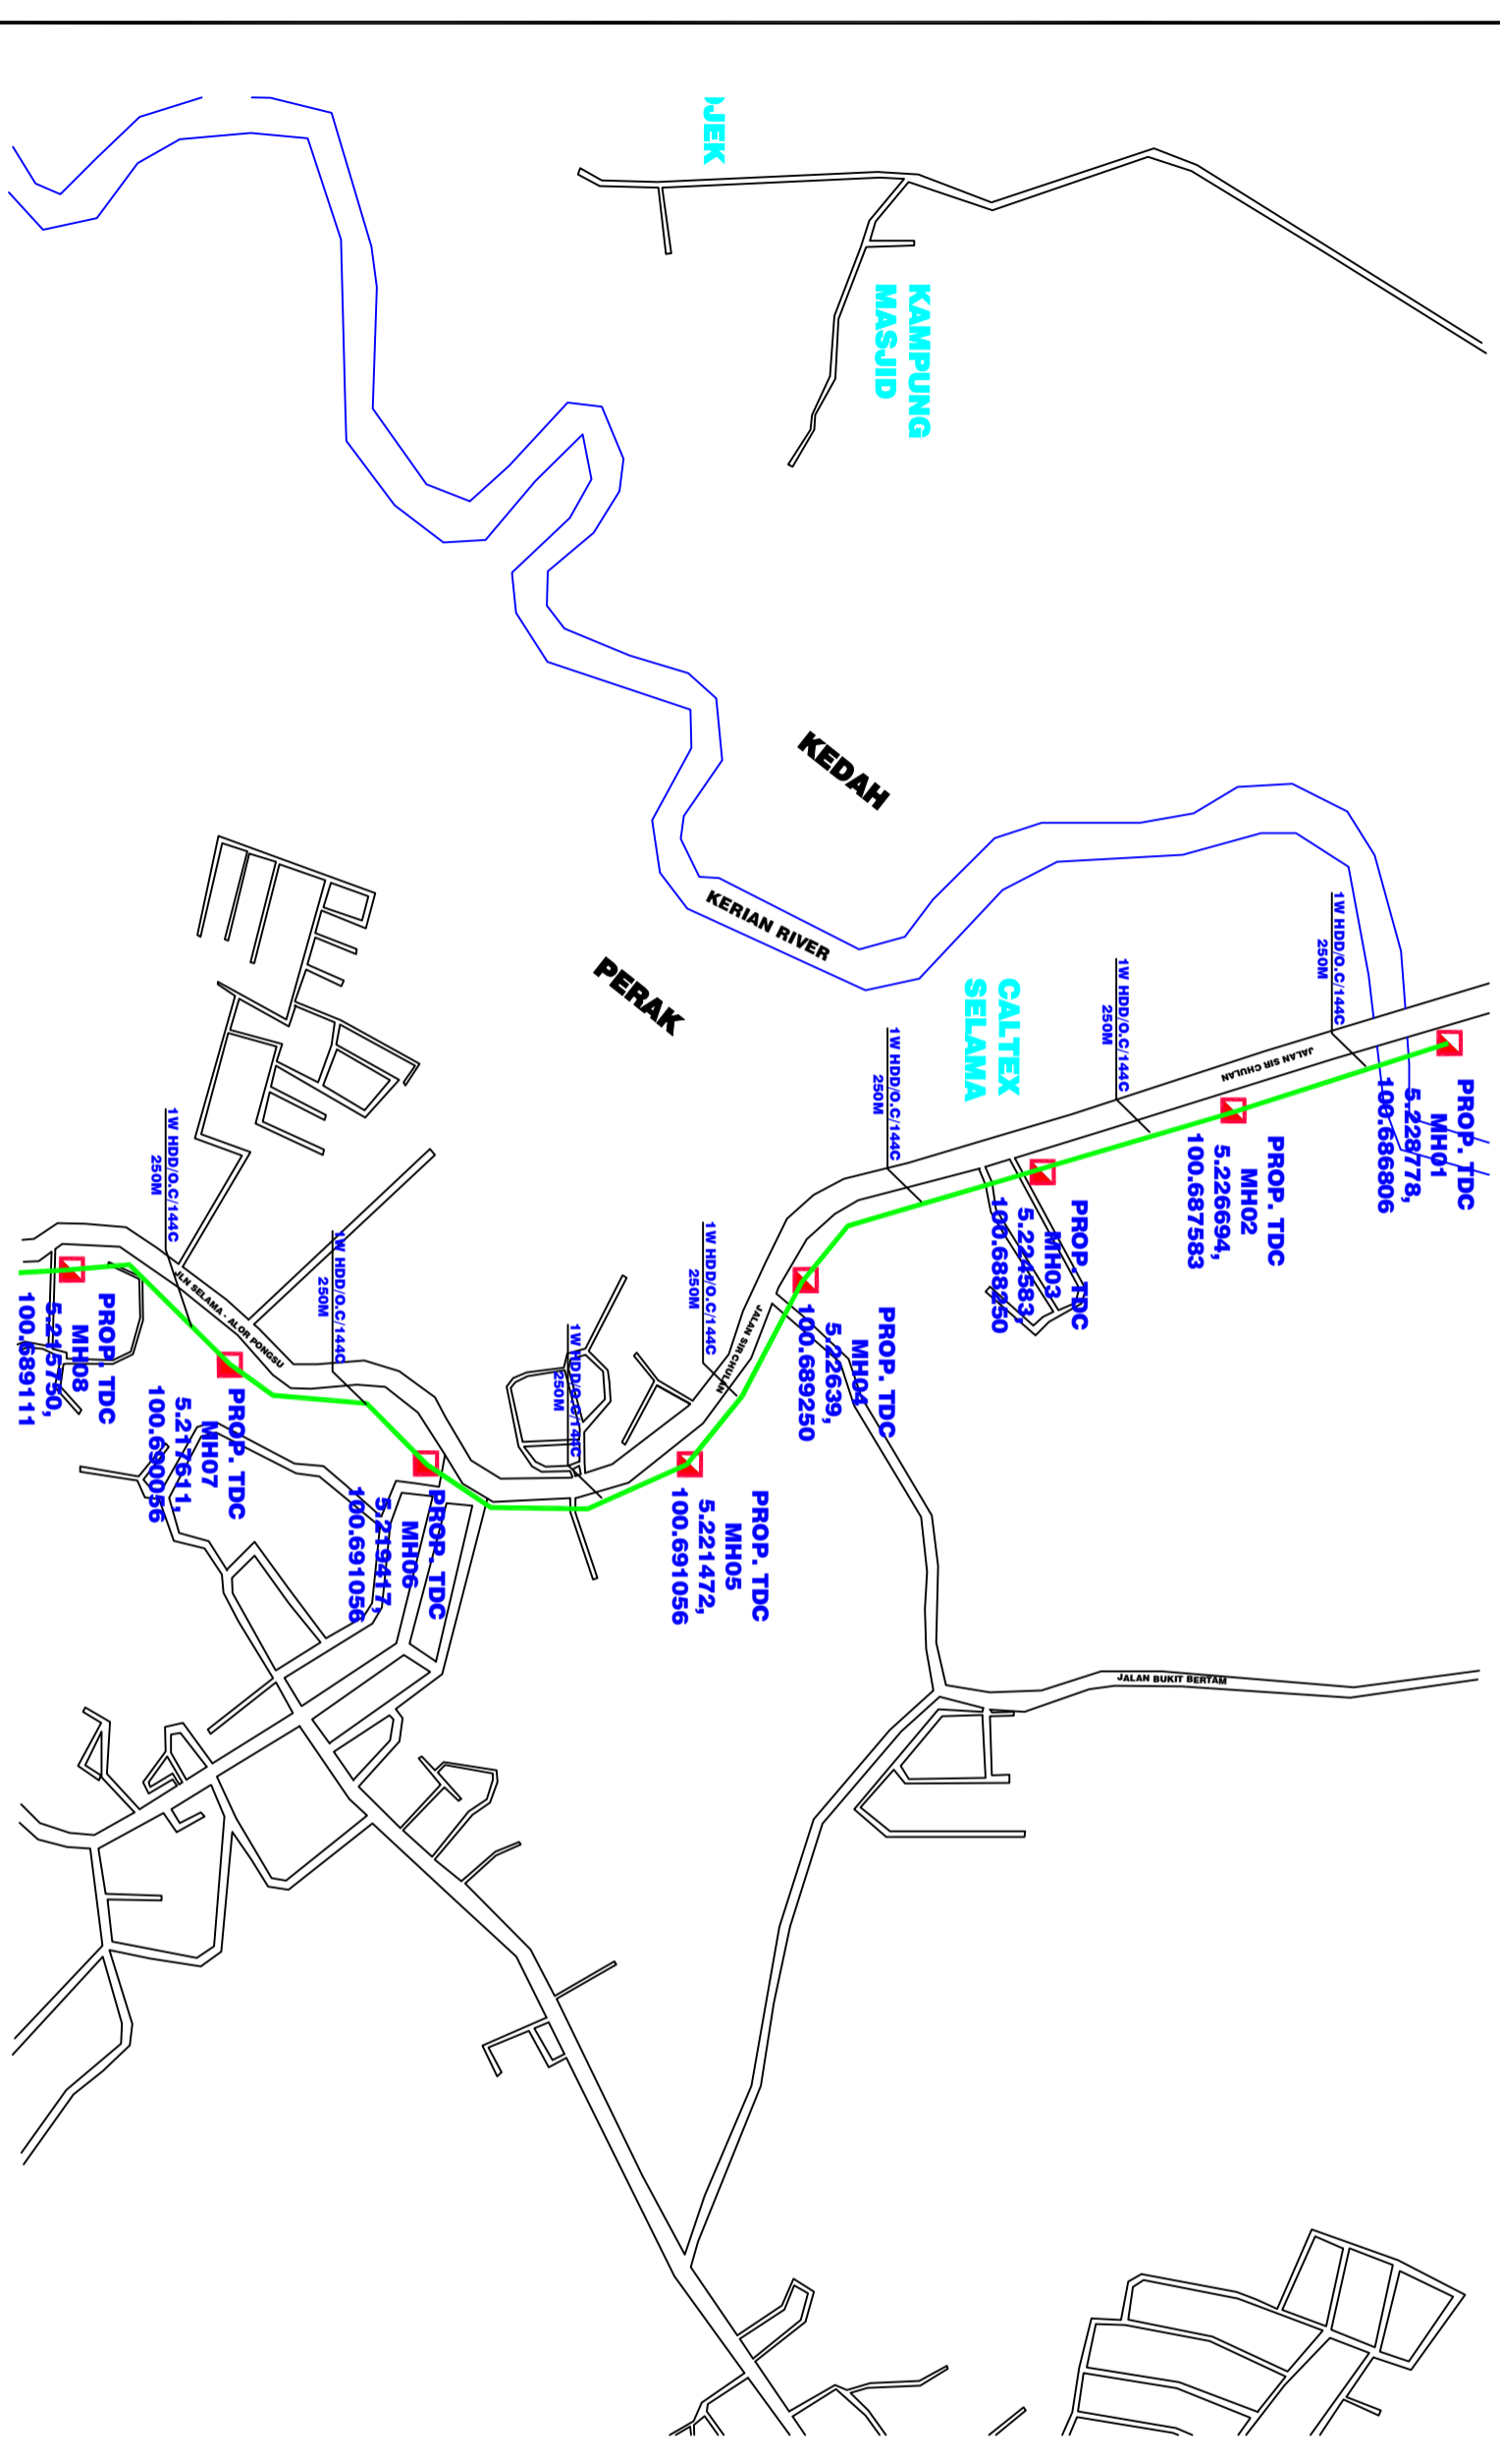 JEK
KAMPUNG
MASJID
KEDAH
KERIAN RIVER
PERAK
CALTEX
SELAMA
1W HDD/O.C/144C
250M
1W HDD/O.C/144C
250M
1W HDD/O.C/144C
250M
JALAN SIR CHULAN
PROP. TDC
MH01
5.228778,
100.686806
PROP. TDC
MH02
5.226694,
100.687583
PROP. TDC
MH03
5.224583,
100.688250
1W HDD/O.C/144C
250M
JALAN SIR CHULAN
PROP. TDC
MH04
5.222639,
100.689250
1W HDD/O.C/144C
250M
PROP. TDC
MH05
5.221472,
100.691056
1W HDD/O.C/144C
250M
PROP. TDC
MH06
5.219417,
100.691056
1W HDD/O.C/144C
250M
JLN SELAMA - ALOR PONGSU
PROP. TDC
MH07
5.217611,
100.690056
PROP. TDC
MH08
5.215750,
100.689111
JALAN BUKIT BERTAM